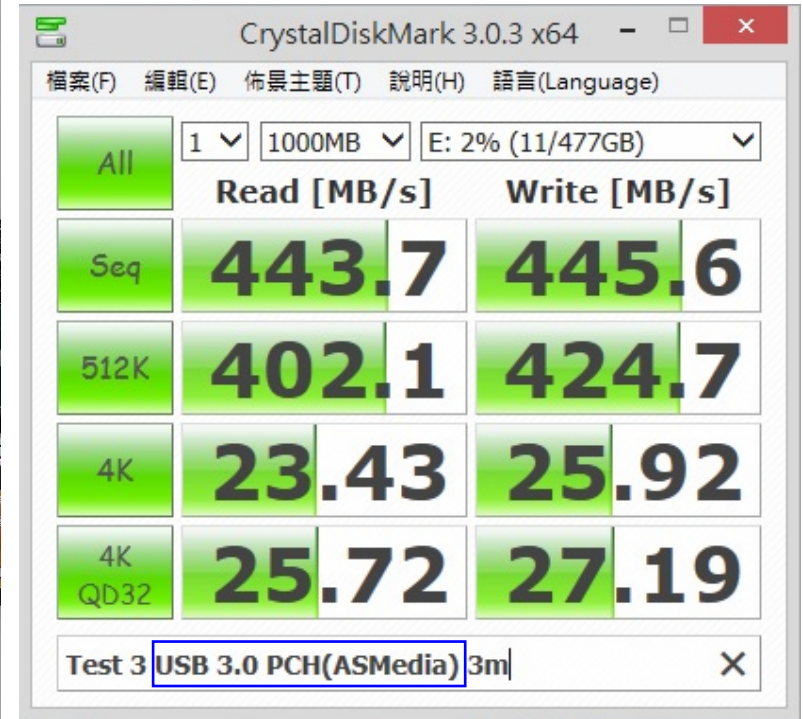 CrystalDiskMark 3.0.3 x64
檔案(F) 編輯(E) 佈景主題(T) 說明(H) 語言(Language)
All 1 1000MB E: 2% (11/477GB)
Read [MB/s] Write [MB/s]
Seq 443.7 445.6
512K 402.1 424.7
4K 23.43 25.92
4K QD32 25.72 27.19
Test 3 USB 3.0 PCH(ASMedia) 3m